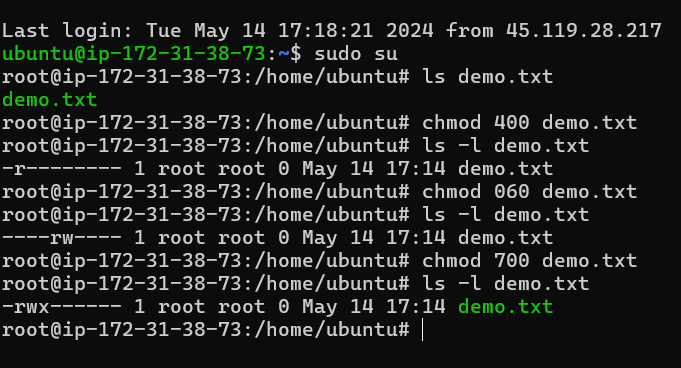 Last login: Tue May 14 17:18:21 2024 from 45.119.28.217
ubuntu@ip-172-31-38-73:~$ sudo su
root@ip-172-31-38-73:/home/ubuntu# ls demo.txt
demo.txt
root@ip-172-31-38-73:/home/ubuntu# chmod 400 demo.txt
root@ip-172-31-38-73:/home/ubuntu# ls -l demo.txt
-r-------- 1 root root 0 May 14 17:14 demo.txt
root@ip-172-31-38-73:/home/ubuntu# chmod 060 demo.txt
root@ip-172-31-38-73:/home/ubuntu# ls -l demo.txt
----rw---- 1 root root 0 May 14 17:14 demo.txt
root@ip-172-31-38-73:/home/ubuntu# chmod 700 demo.txt
root@ip-172-31-38-73:/home/ubuntu# ls -l demo.txt
-rwx------ 1 root root 0 May 14 17:14 demo.txt
root@ip-172-31-38-73:/home/ubuntu#